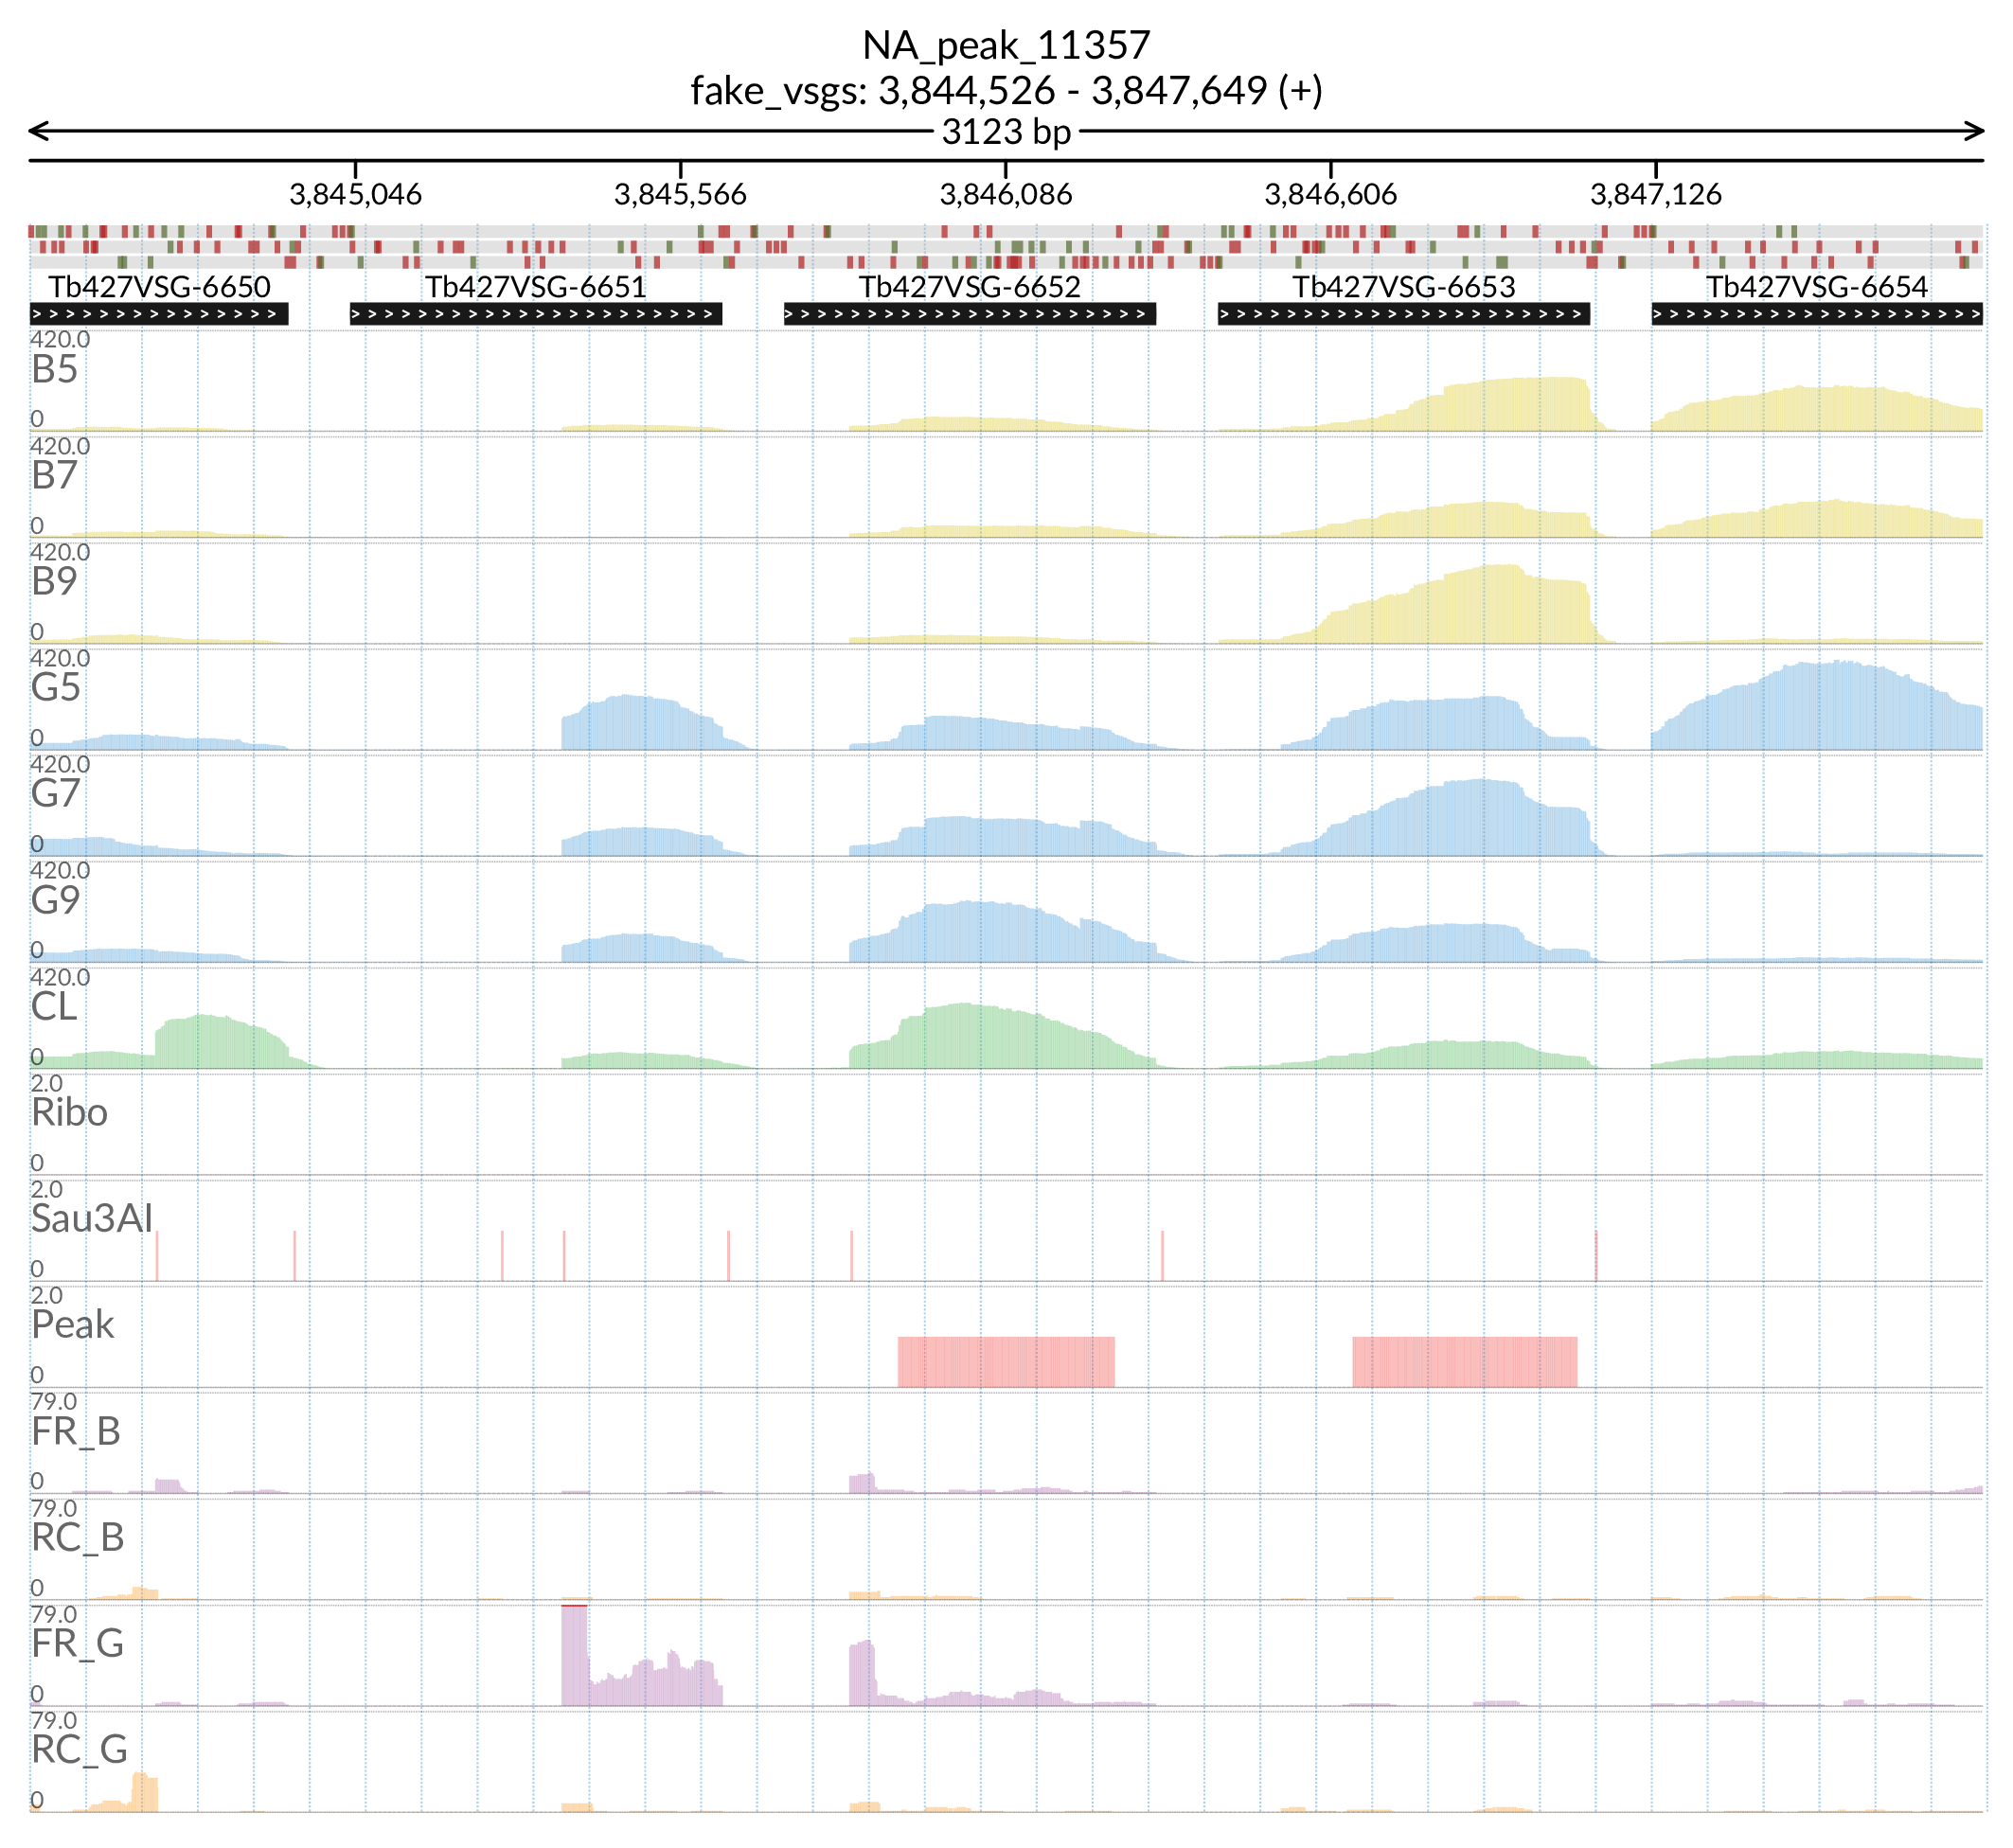 NA_peak_11357
fake_vsgs: 3,844,526 - 3,847,649 (+)
3123 bp
3,845,046 3,845,566 3,846,086 3,846,606 3,847,126
Tb427VSG-6650 Tb427VSG-6651 Tb427VSG-6652 Tb427VSG-6653 Tb427VSG-6654
420.0
B5
0
420.0
B7
0
420.0
B9
0
420.0
G5
0
420.0
G7
0
420.0
G9
0
420.0
CL
0
2.0
Ribo
0
2.0
Sau3AI
0
2.0
Peak
0
79.0
FR_B
0
79.0
RC_B
0
79.0
FR_G
0
79.0
RC_G
0